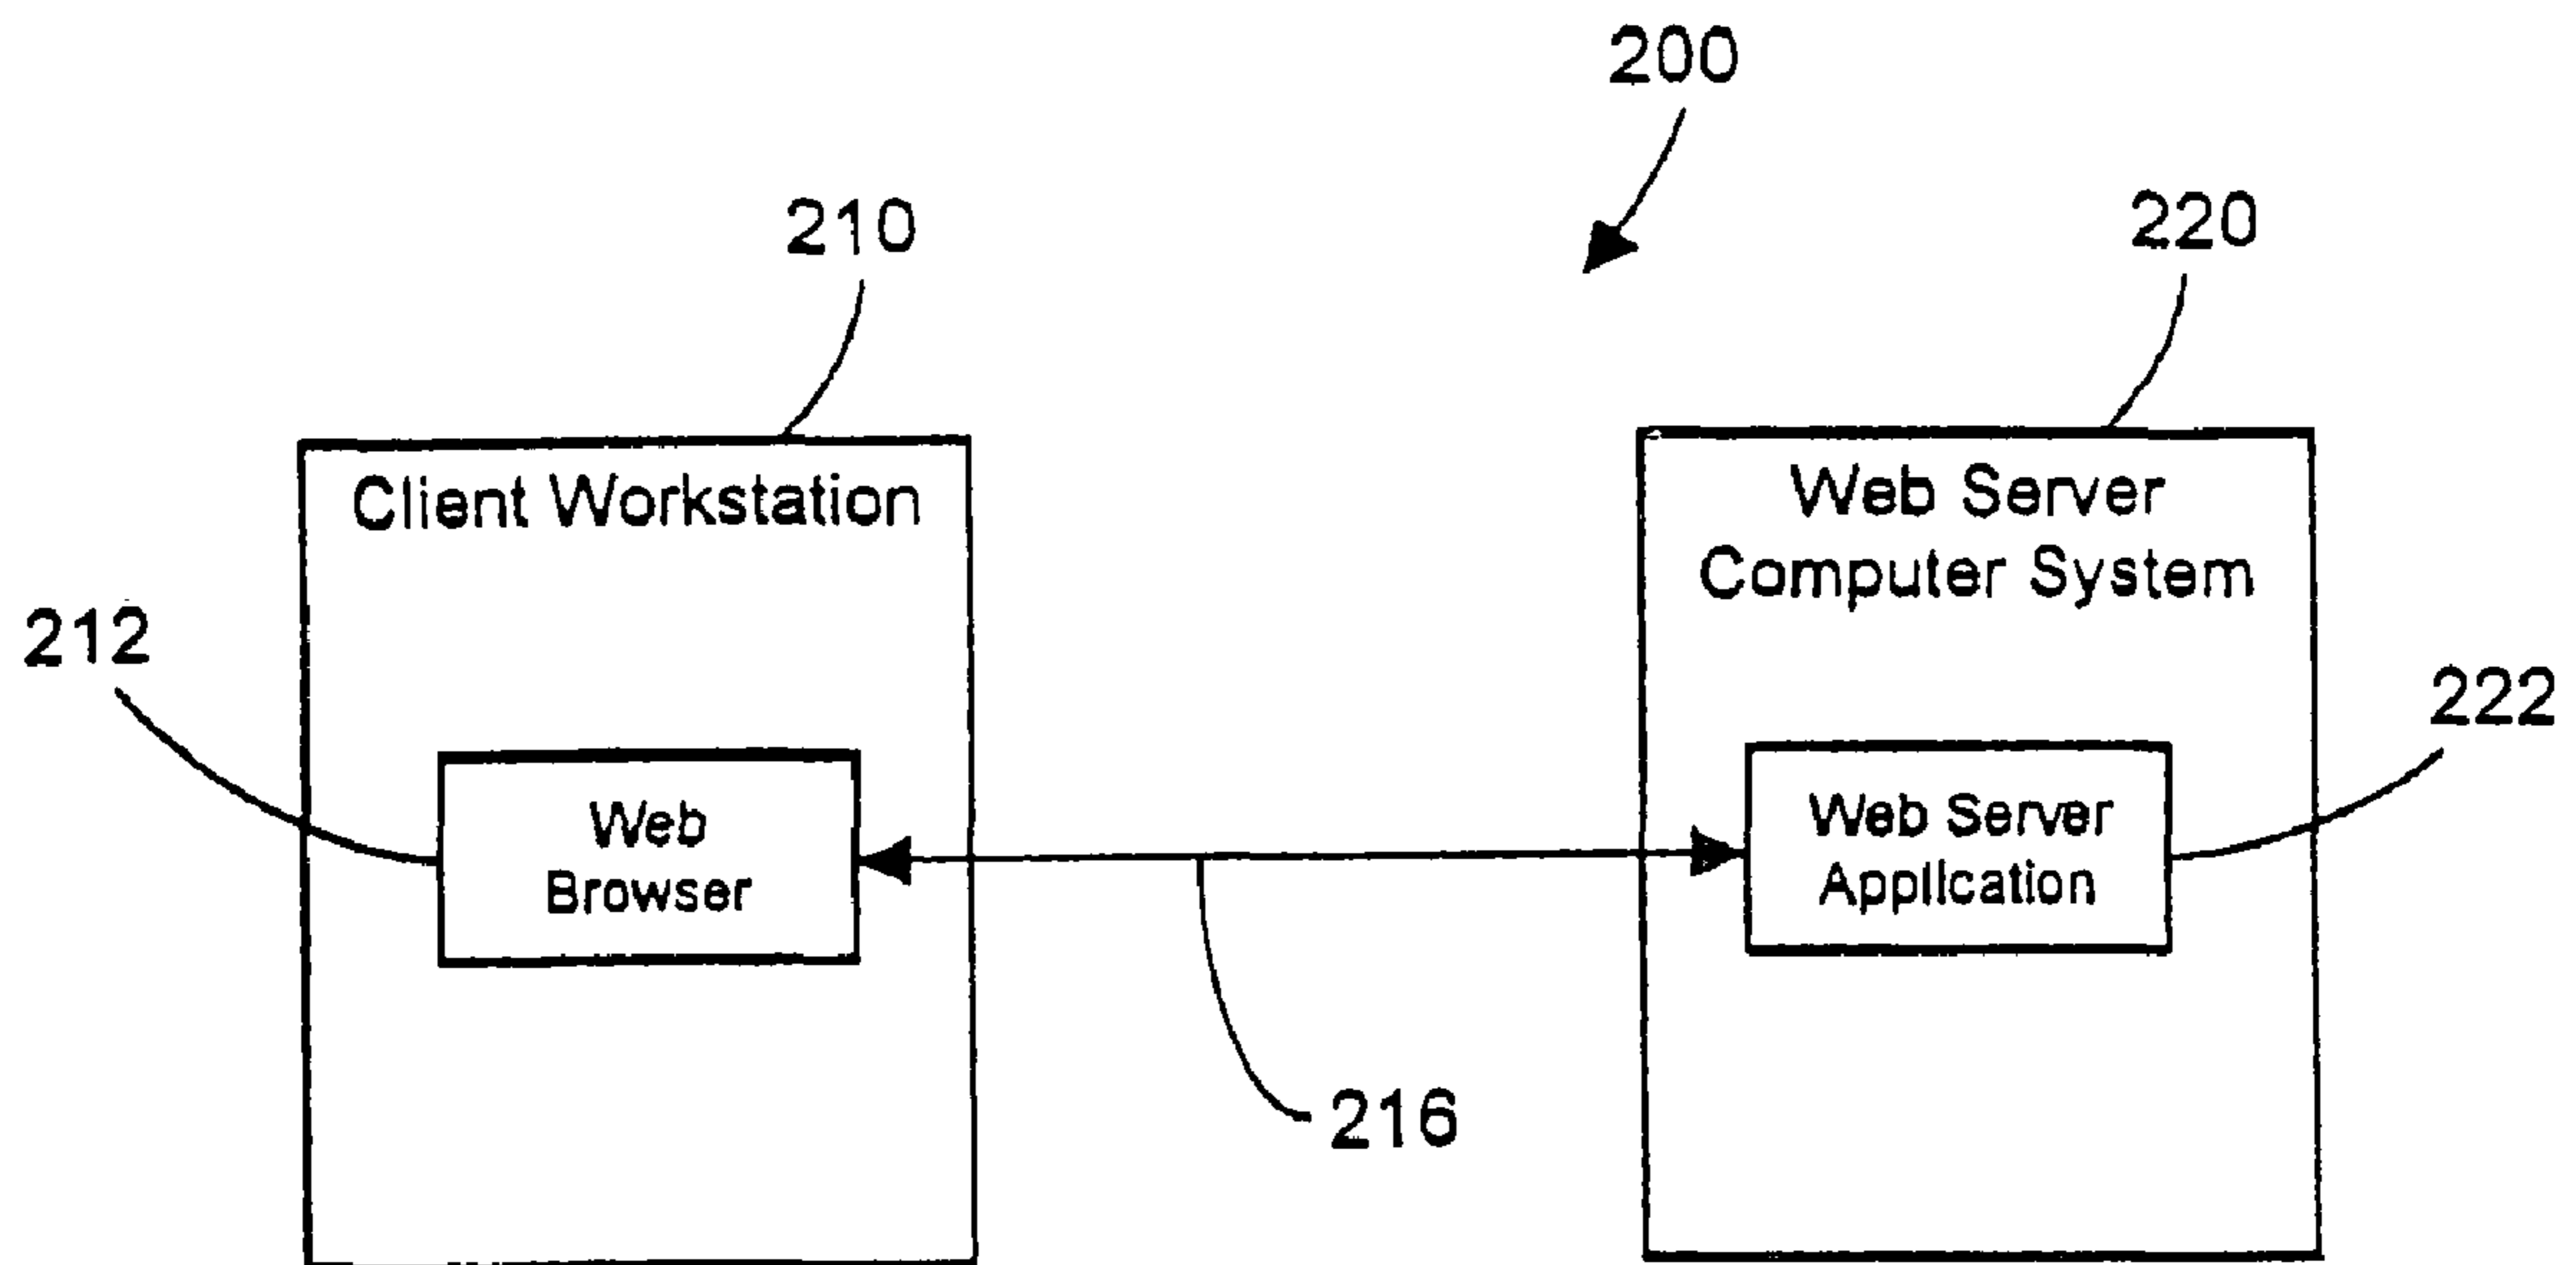 200
210
220
Client Workstation
Web Server
Computer System
212
222
Web
Browser
Web Server
Application
216